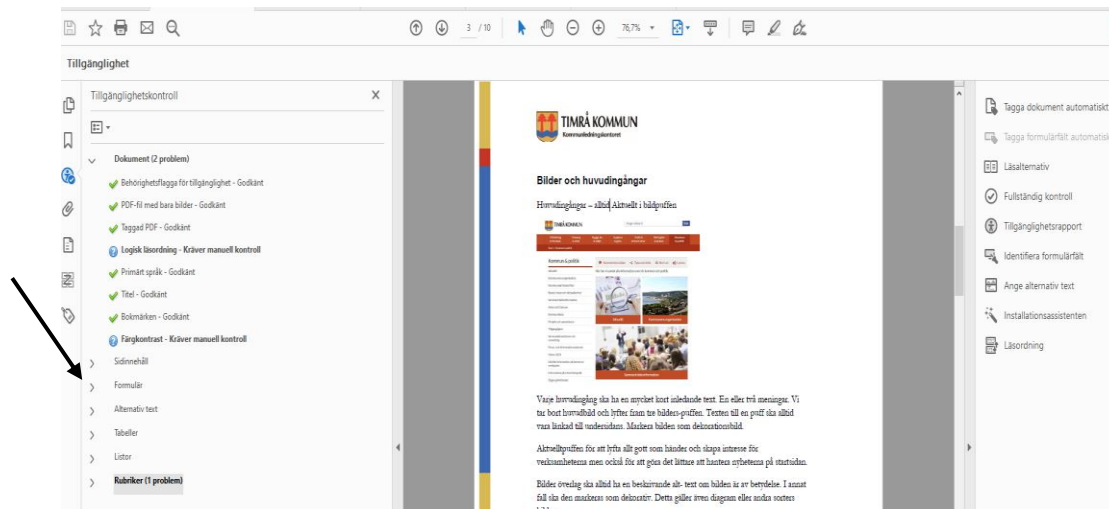 3 / 10
76,7%
Tillgänglighet
Tillgänglighetskontroll
X
Dokument (2 problem)
Behörighetsflagga för tillgänglighet - Godkänt
PDF-fil med bara bilder - Godkänt
Taggad PDF - Godkänt
Logisk läsordning - Kräver manuell kontroll
Primärt språk - Godkänt
Titel - Godkänt
Bokmärken - Godkänt
Färgkontrast - Kräver manuell kontroll
Sidinnehåll
Formulär
Alternativ text
Tabeller
Listor
Rubriker (1 problem)
TIMRÅ KOMMUN
Kommunledningskontoret
Bilder och huvudingångar
Huvudingångar – alltid Aktuellt i bildpuffen
TIMRÅ KOMMUN
Kommun & politik
Varje huvudingång ska ha en mycket kort inledande text. En eller två meningar. Vi
tar bort huvudbild och lyfter fram tre bilders-puffen. Texten till en puff ska alltid
vara länkad till undersidans. Markera bilden som dekorationsbild.
Aktuelltpuffen för att lyfta allt gott som händer och skapa intresse för
verksamheterna men också för att göra det lättare att hantera nyheterna på startsidan.
Bilder överlag ska alltid ha en beskrivande alt- text om bilden är av betydelse. I annat
fall ska den markeras som dekorativ. Detta gäller även diagram eller andra sorters
Tagga dokument automatiskt
Tagga formulärfält automatisk
Läsalternativ
Fullständig kontroll
Tillgänglighetsrapport
Identifiera formulärfält
Ange alternativ text
Installationsassistenten
Läsordning